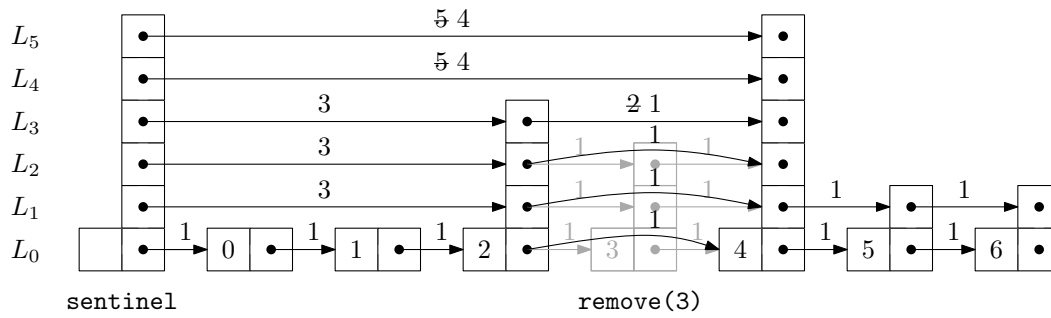 L5 5 4
L4 5 4
L3 3 2 1
L2 3 1 1 1
L1 3 1 1 1 1 1
L0 1 0 1 1 1 2 1 3 1 1 4 1 5 1 6
sentinel remove(3)